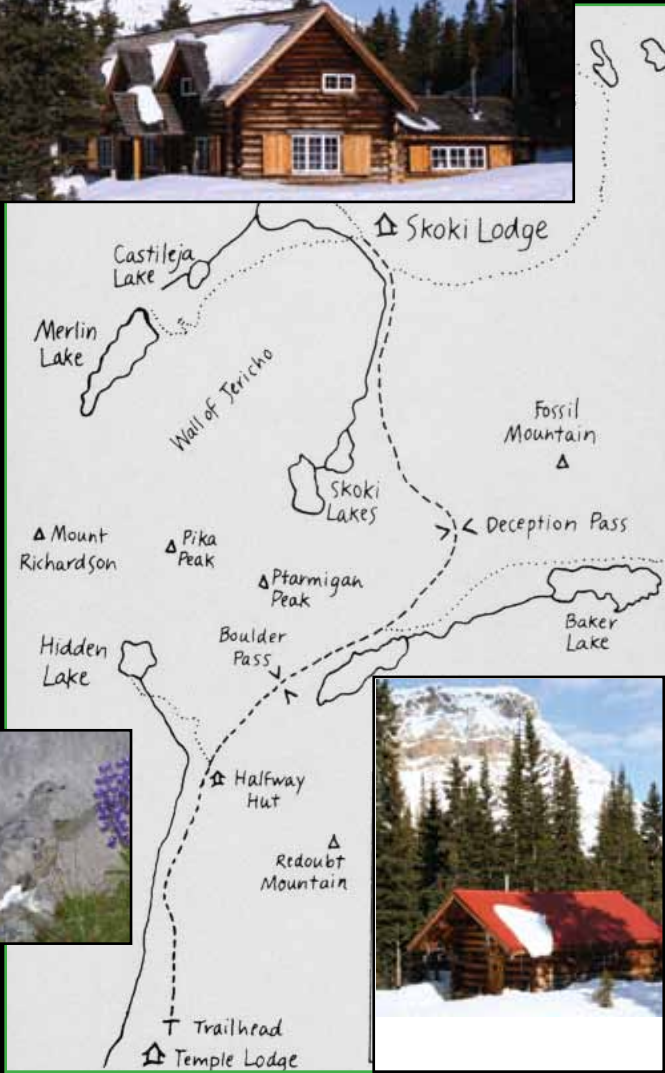 Skoki Lodge
Castileja
Lake
Merlin
Lake
Wall of Jericho
Fossil
Mountain
Skoki
Lakes
Deception Pass
Mount
Richardson
Pika
Peak
Ptarmigan
Peak
Baker
Lake
Boulder
Pass
Hidden
Lake
Halfway
Hut
Redoubt
Mountain
Trailhead
Temple Lodge